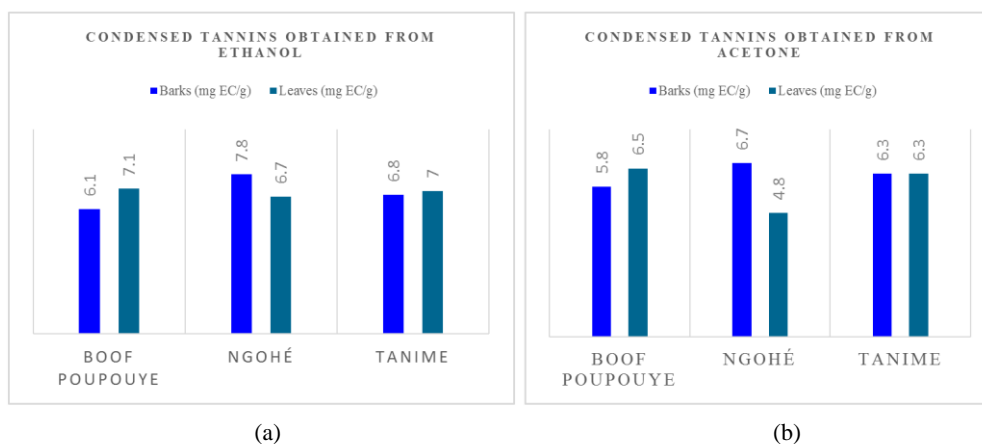 CONDENSED TANNINS OBTAINED FROM
ETHANOL
Barks (mg EC/g) Leaves (mg EC/g)
6.1 7.1 7.8 6.7 6.8 7
BOOF
POUPOUYE
NGOHÉ
TANIME
(a)
CONDENSED TANNINS OBTAINED FROM
ACETONE
Barks (mg EC/g) Leaves (mg EC/g)
5.8 6.5 6.7 4.8 6.3 6.3
BOOF
POUPOUYE
NGOHÉ
TANIME
(b)